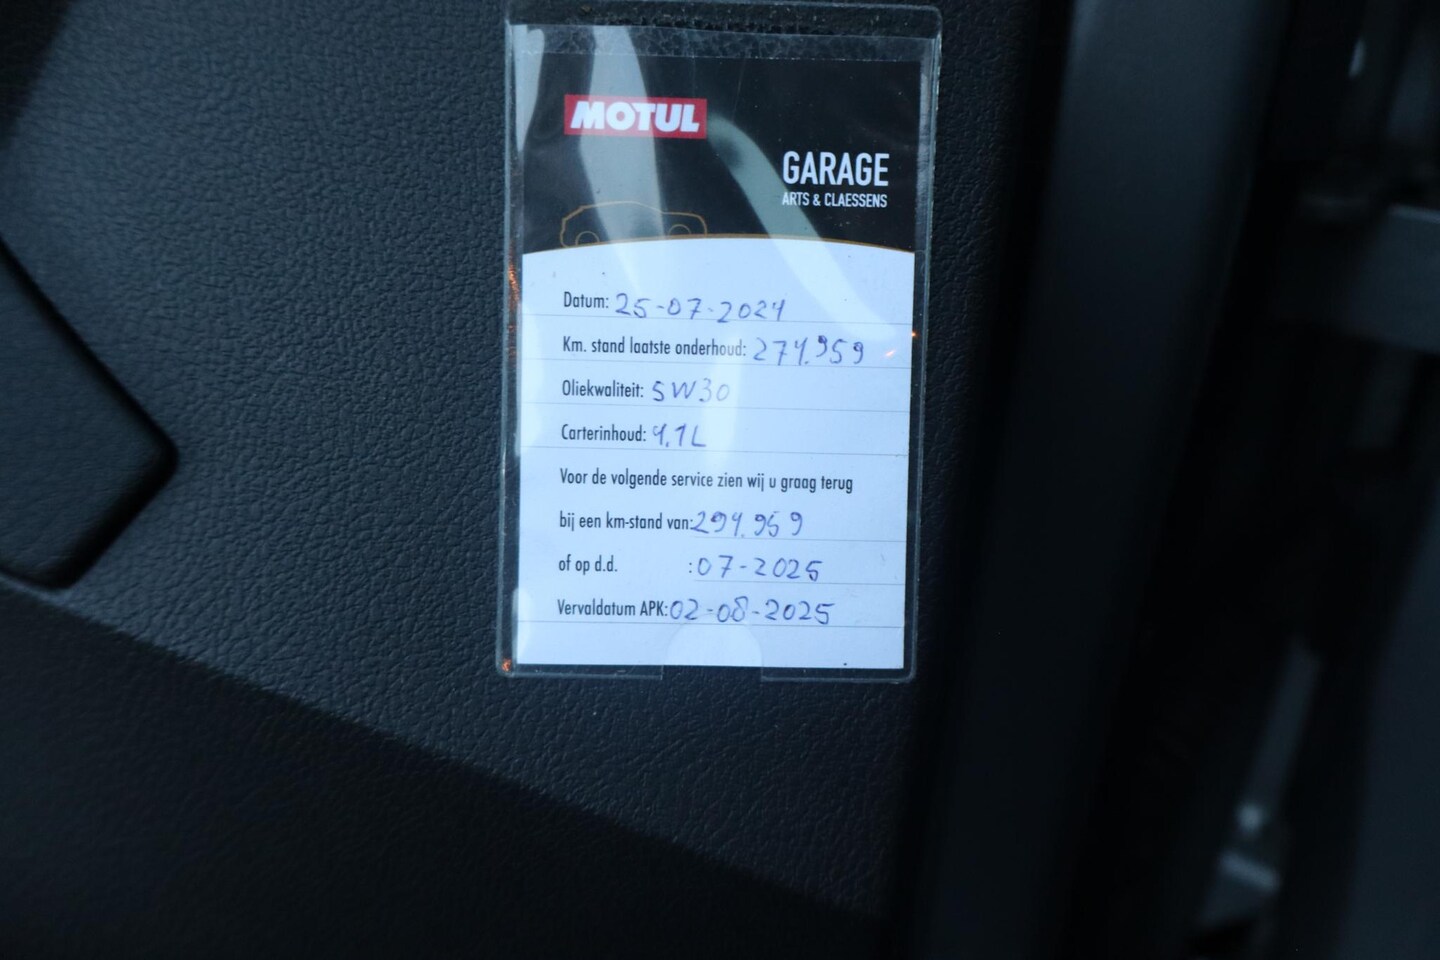 MOTUL
GARAGE
ARTS & CLAESSENS
Datum: 25-07-2024
Km. stand laatste onderhoud: 274.959
Oliekwaliteit: 5W30
Carterinhoud: 4.1L
Voor de volgende service zien wij u graag terug
bij een km-stand van: 294.959
of op d.d. : 07-2025
Vervaldatum APK: 02-08-2025